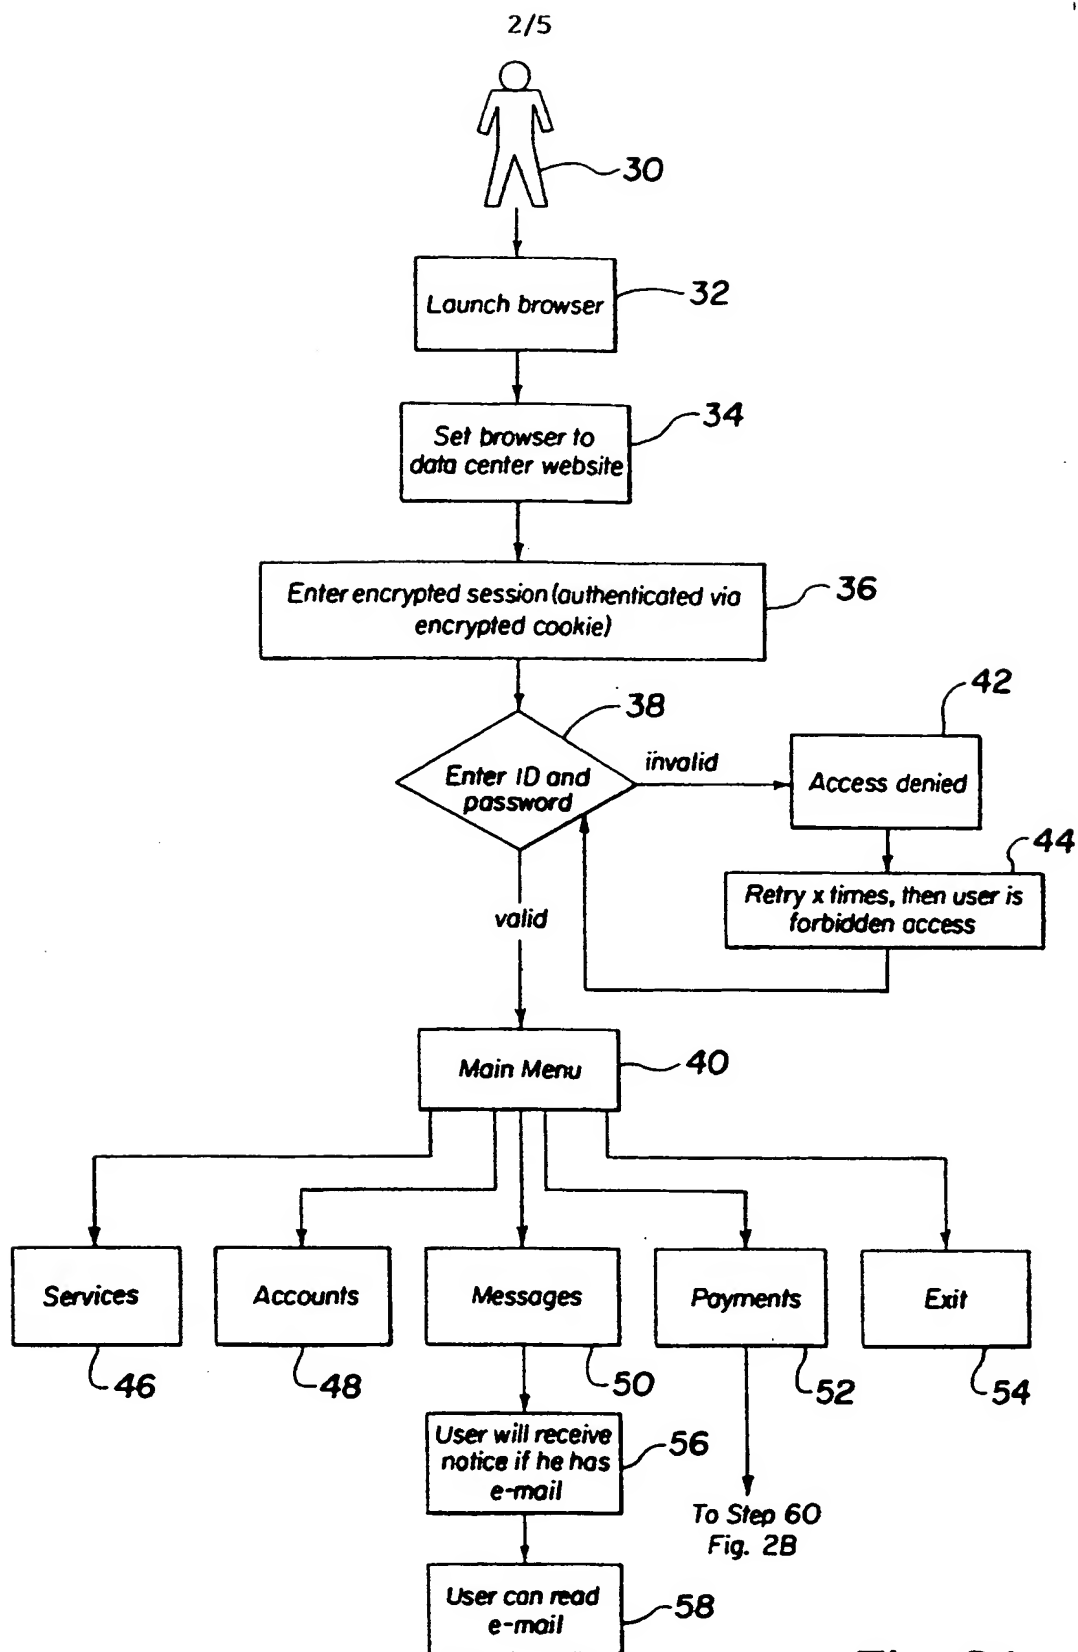 2/5
30
Launch browser
32
Set browser to
data center website
34
Enter encrypted session (authenticated via
encrypted cookie)
36
38
Enter ID and
password
invalid
42
Access denied
44
Retry x times, then user is
forbidden access
valid
Main Menu
40
Services
Accounts
Messages
Payments
Exit
46
48
50
52
54
User will receive
notice if he has
e-mail
56
To Step 60
Fig. 2B
User can read
e-mail
58